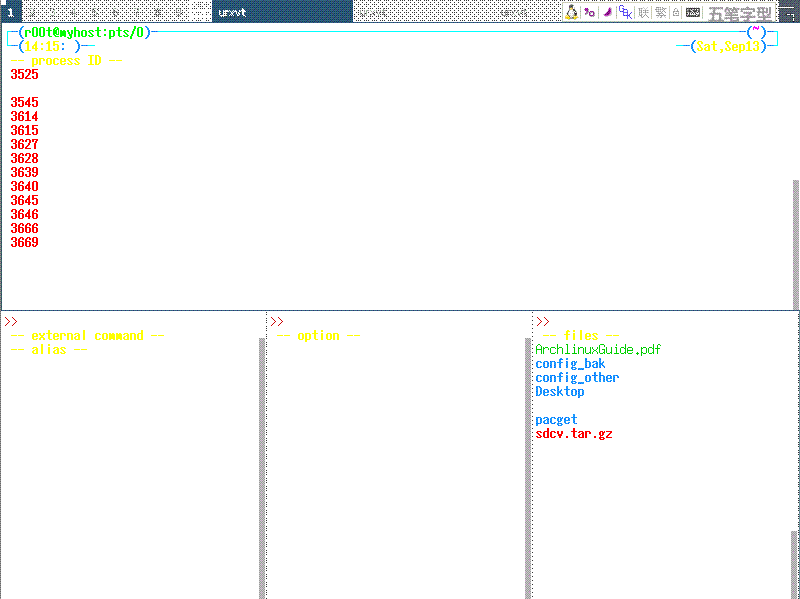 1 urxvt 联 繁 五笔字型
(r00t@myhost:pts/0) (~)
(14:15: ) (Sat,Sep13)
-- process ID --
3525
3545
3614
3615
3627
3628
3639
3640
3645
3646
3666
3669
>> >> >>
-- external command -- -- option -- -- files --
-- alias -- ArchlinuxGuide.pdf
config_bak
config_other
Desktop
pacget
sdcv.tar.gz